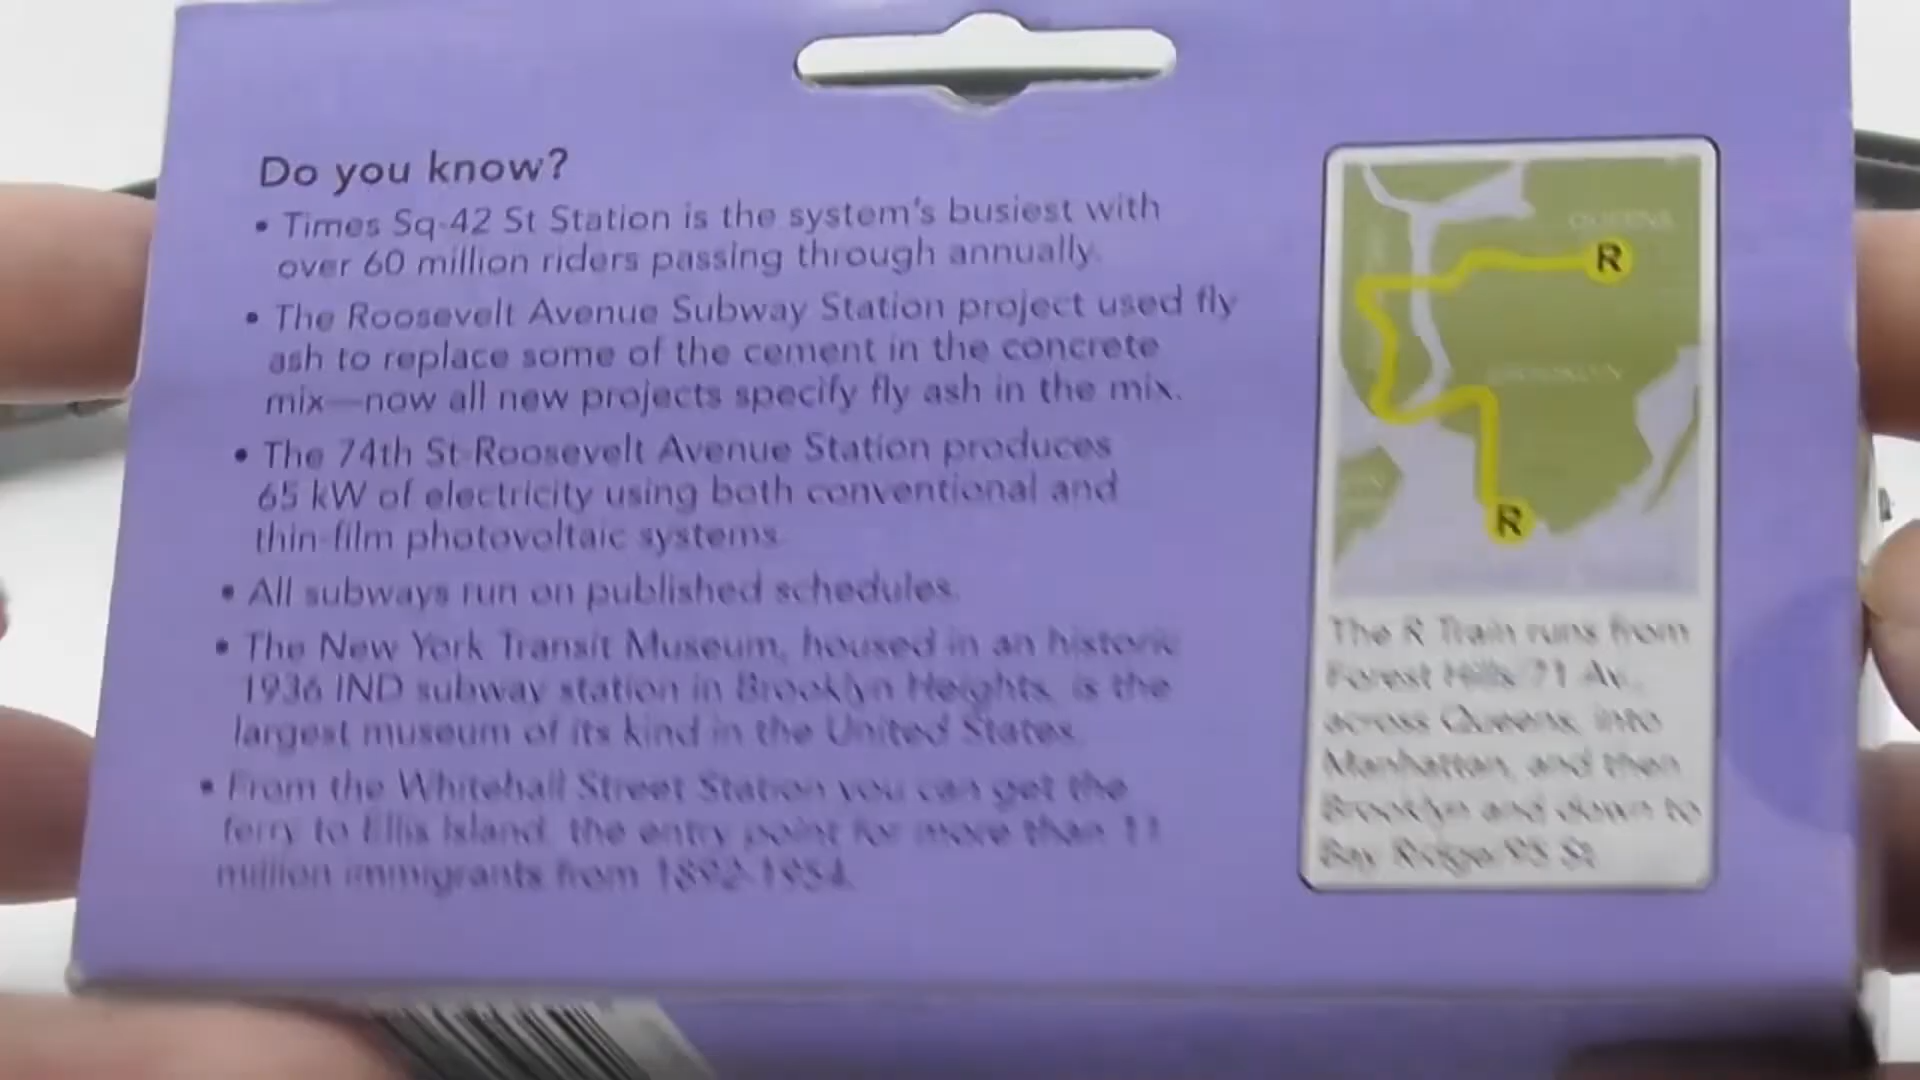 Do you know?
• Times Sq-42 St Station is the system's busiest with
over 60 million riders passing through annually.
• The Roosevelt Avenue Subway Station project used fly
ash to replace some of the cement in the concrete
mix—now all new projects specify fly ash in the mix.
• The 74th St-Roosevelt Avenue Station produces
65 kW of electricity using both conventional and
thin-film photovoltaic systems.
• All subways run on published schedules.
• The New York Transit Museum, housed in an historic
1936 IND subway station in Brooklyn Heights, is the
largest museum of its kind in the United States.
• From the Whitehall Street Station you can get the
ferry to Ellis Island, the entry point for more than 11
million immigrants from 1892-1954.
QUEENS
R
BROOKLYN
R
The R Train runs from
Forest Hills/71 Av.,
across Queens, into
Manhattan, and then
Brooklyn and down to
Bay Ridge/95 St.